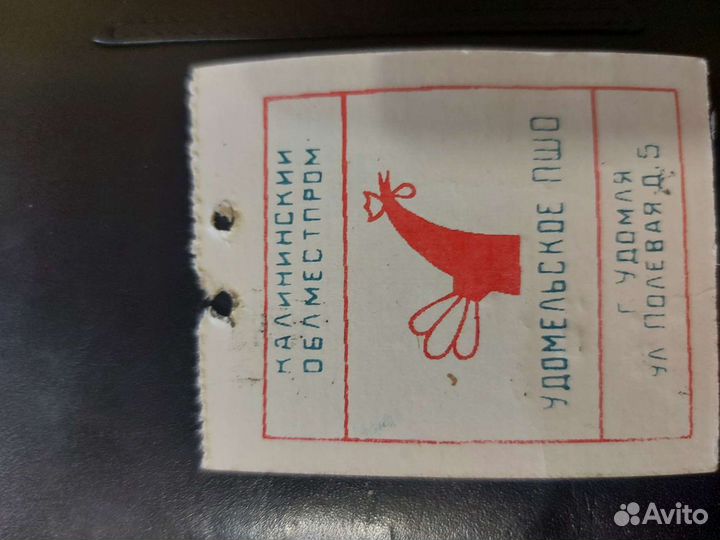 КАЛИНИНСКИЙ
ОБЛМЕСТПРОМ
УДОМЕЛЬСКОЕ ПШО
Г. УДОМЛЯ
УЛ ПОЛЕВАЯ Д. 5
Avito